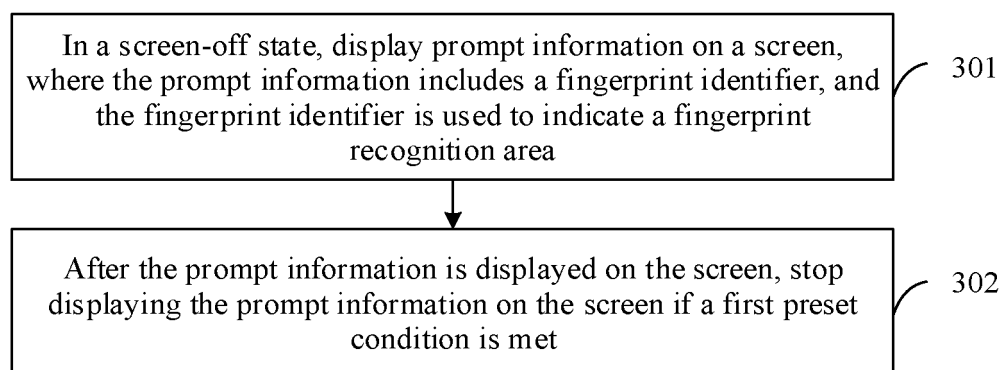 In a screen-off state, display prompt information on a screen,
where the prompt information includes a fingerprint identifier, and
the fingerprint identifier is used to indicate a fingerprint
recognition area
301
After the prompt information is displayed on the screen, stop
displaying the prompt information on the screen if a first preset
condition is met
302